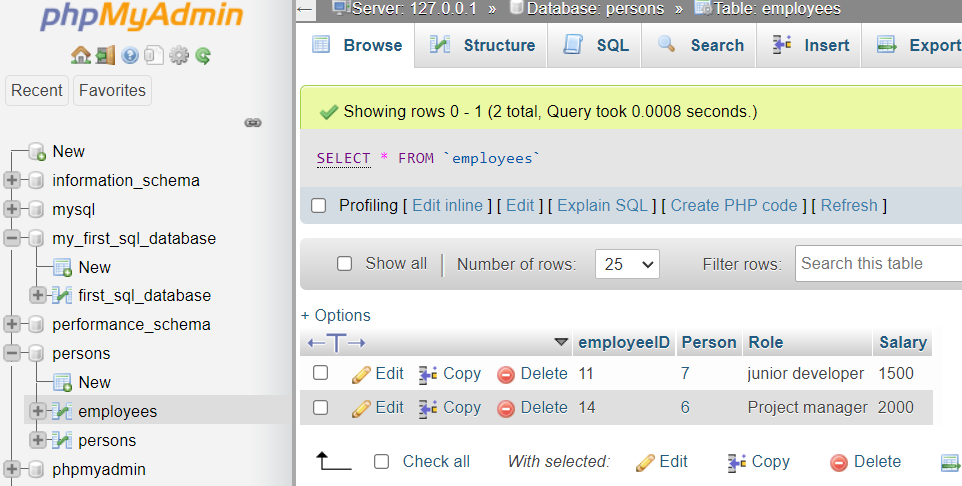 phpMyAdmin
Recent Favorites
New
information_schema
mysql
my_first_sql_database
New
first_sql_database
performance_schema
persons
New
employees
persons
phpmyadmin
Server: 127.0.0.1 » Database: persons » Table: employees
Browse Structure SQL Search Insert Export
Showing rows 0 - 1 (2 total, Query took 0.0008 seconds.)
SELECT * FROM `employees`
Profiling [ Edit inline ] [ Edit ] [ Explain SQL ] [ Create PHP code ] [ Refresh ]
Show all | Number of rows: 25 Filter rows: Search this table
+ Options
←T→ employeeID Person Role Salary
Edit Copy Delete 11 7 junior developer 1500
Edit Copy Delete 14 6 Project manager 2000
Check all With selected: Edit Copy Delete